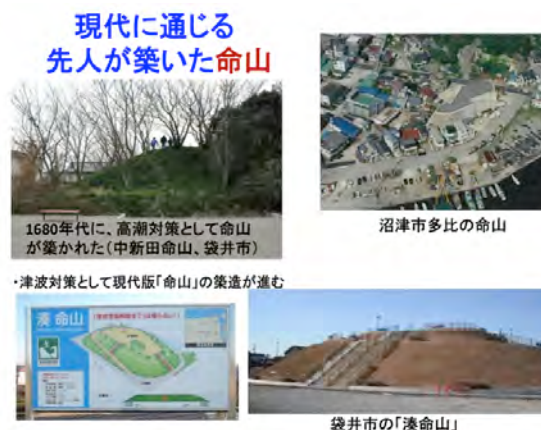 現代に通じる
先人が築いた命山
1680年代に、高潮対策として命山
が築かれた(中新田命山、袋井市)
沼津市多比の命山
・津波対策として現代版「命山」の築造が進む
湊 命山
袋井市の「湊命山」